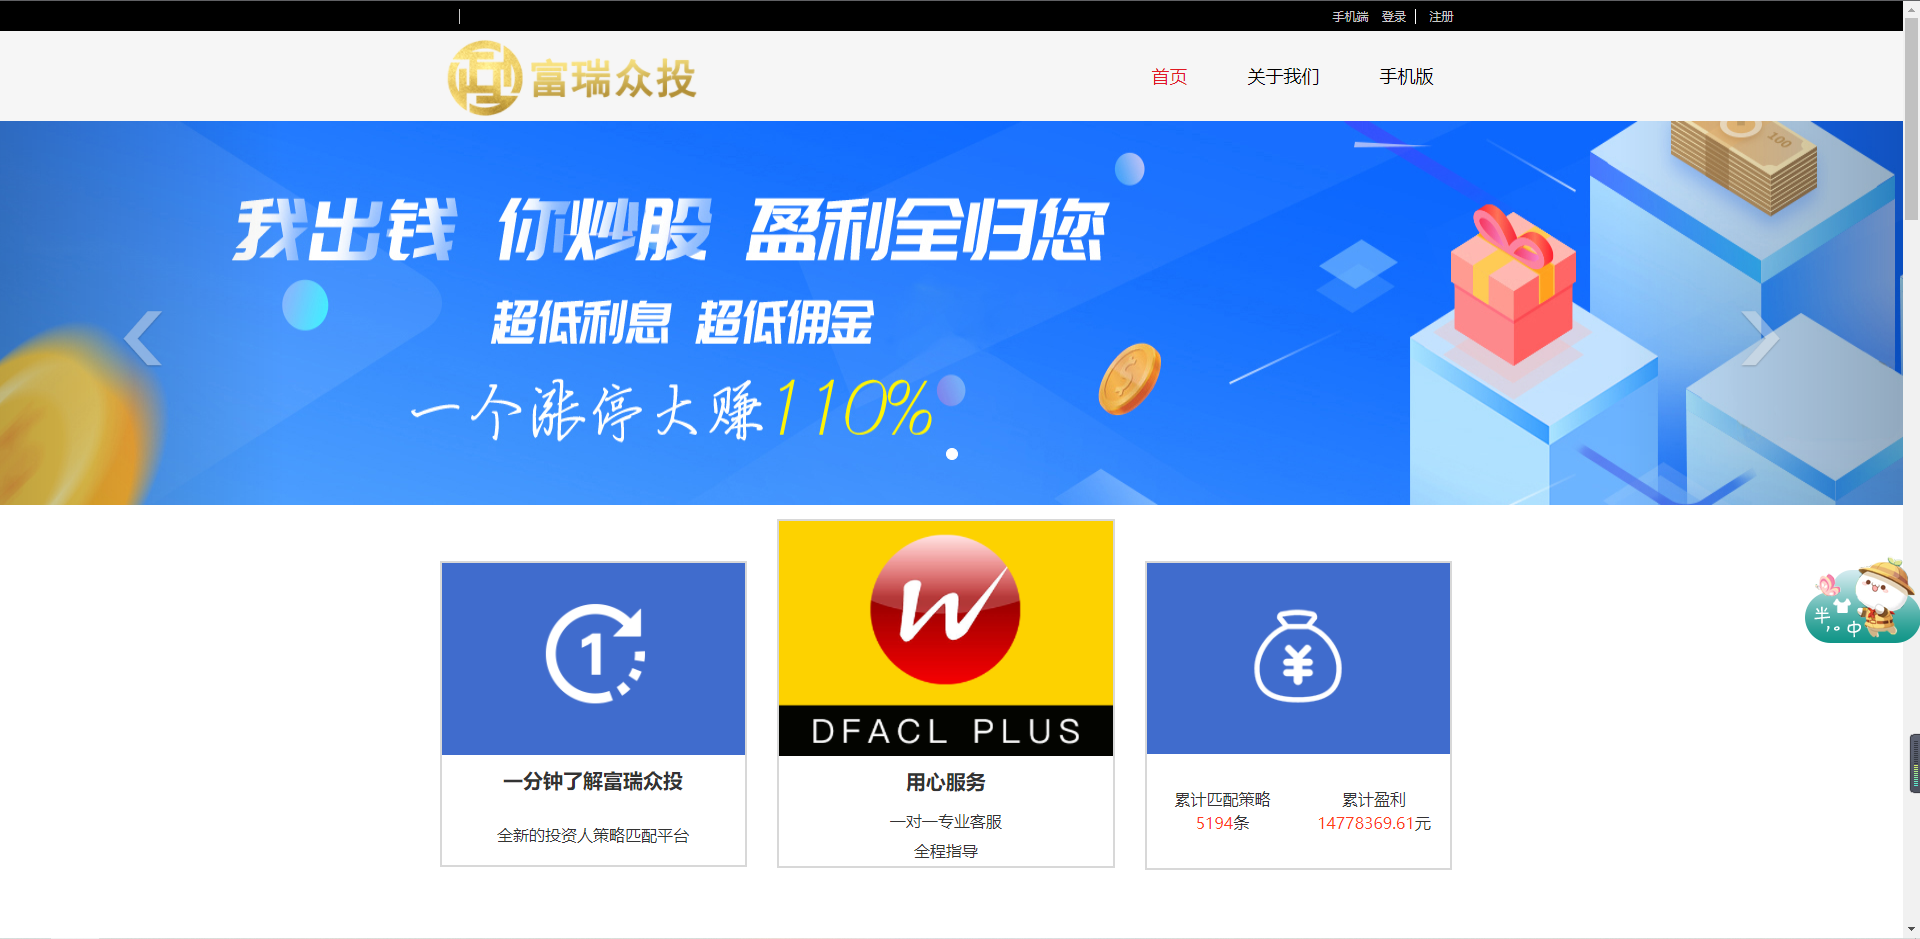 手机端 登录 注册
富瑞众投
首页 关于我们 手机版
我出钱 你炒股 盈利全归您
超低利息 超低佣金
一个涨停大赚110%
100
1
W
¥
DFACL PLUS
一分钟了解富瑞众投
全新的投资人策略匹配平台
用心服务
一对一专业客服
全程指导
累计匹配策略 累计盈利
5194条 14778369.61元
半
中